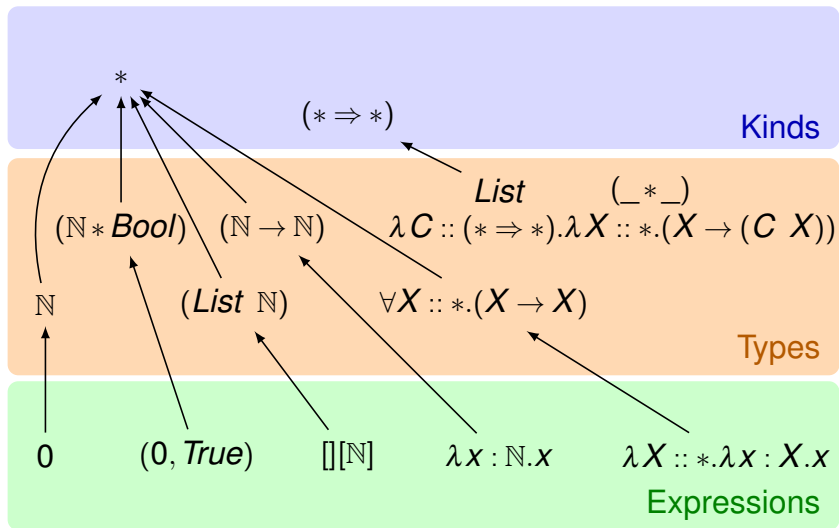 ∗
(∗ ⇒ ∗)
Kinds
List (_ ∗ _)
(ℕ ∗ Bool) (ℕ → ℕ) λC :: (∗ ⇒ ∗).λX :: ∗.(X → (C X))
ℕ (List ℕ) ∀X :: ∗.(X → X)
Types
0 (0, True) [][ℕ] λx : ℕ.x λX :: ∗.λx : X.x
Expressions